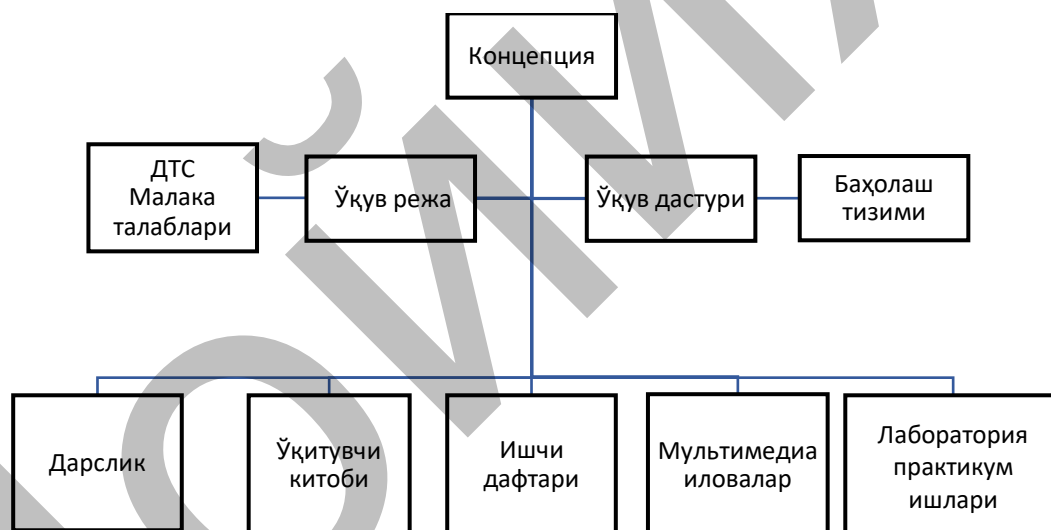 Концепция
ДТС
Малака
талаблари
Ўқув режа
Ўқув дастури
Баҳолаш
тизими
Дарслик
Ўқитувчи
китоби
Ишчи
дафтари
Мультимедиа
иловалар
Лаборатория
практикум
ишлари